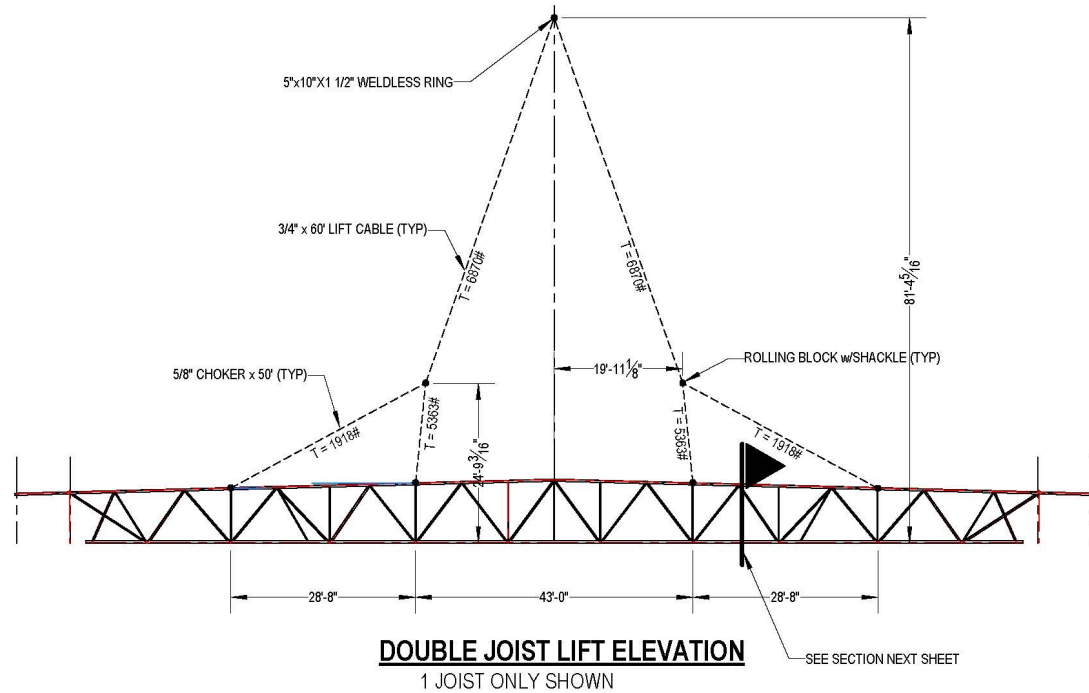 5"x10"X1 1/2" WELDLESS RING
3/4" x 60' LIFT CABLE (TYP)
T = 6870#
T = 6870#
81'-4 5/16"
19'-11 1/8"
ROLLING BLOCK w/SHACKLE (TYP)
5/8" CHOKER x 50' (TYP)
T = 1918#
T = 5363#
24'-9 3/16"
T = 5363#
T = 1918#
28'-8"
43'-0"
28'-8"
DOUBLE JOIST LIFT ELEVATION
1 JOIST ONLY SHOWN
SEE SECTION NEXT SHEET